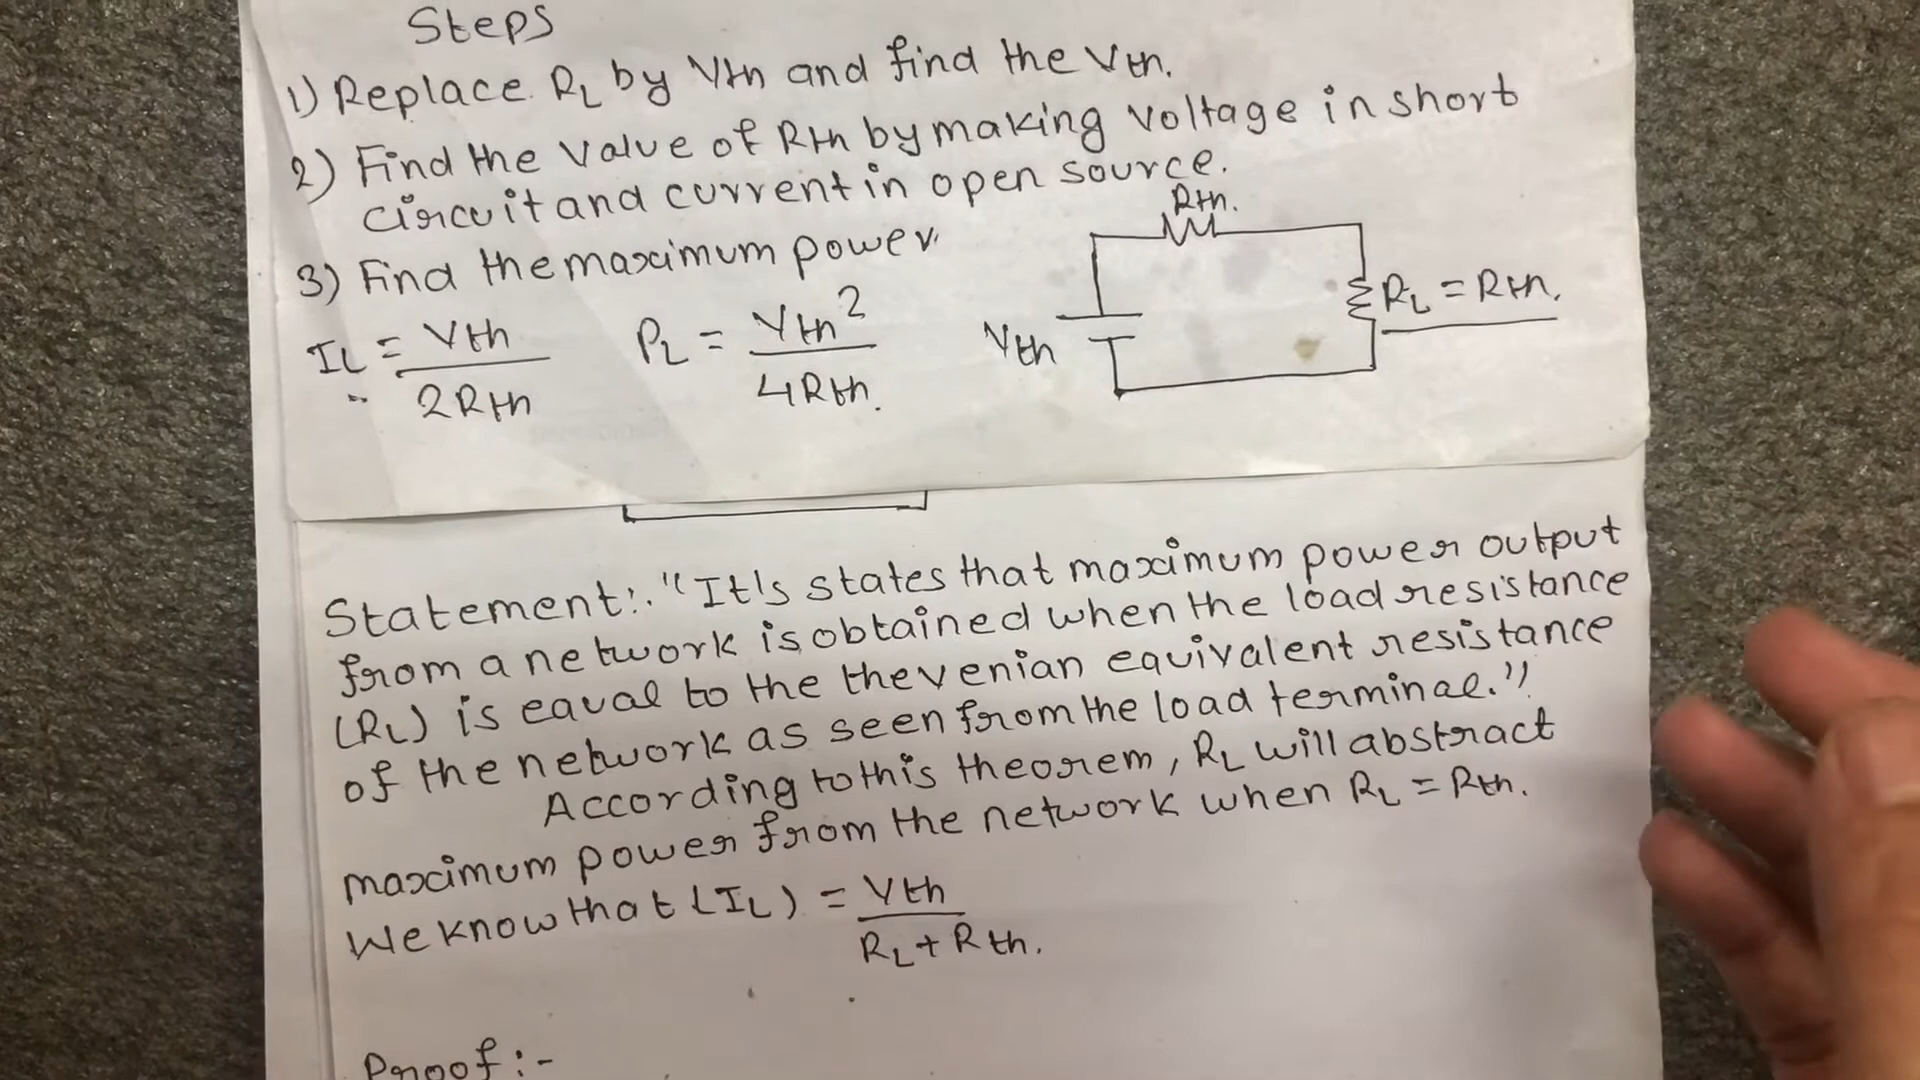 Steps
1) Replace RL by Vth and find the Vth.
2) Find the value of Rth by making voltage in short
circuit and current in open source.
3) Find the maximum power
IL = Vth / 2Rth
PL = Vth² / 4Rth.
Rth.
Vth
RL = Rth.
Statement:. "It's states that maximum power output
from a network is obtained when the load resistance
(RL) is eaual to the thevenian equivalent resistance
of the network as seen from the load terminal."
According to this theorem, RL will abstract
maximum power from the network when RL = Rth.
We know that (IL) = Vth / RL + Rth.
Proof:-